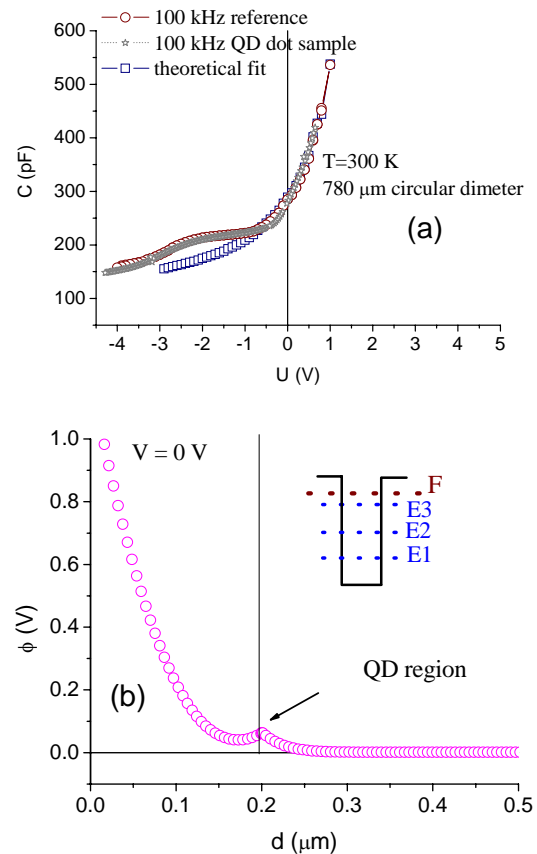 600
500
400
300
200
100
C (pF)
100 kHz reference
100 kHz QD dot sample
theoretical fit
T=300 K
780 μm circular dimeter
(a)
-4 -3 -2 -1 0 1 2 3 4 5
U (V)
1.0
0.8
0.6
0.4
0.2
0.0
ϕ (V)
V = 0 V
F
E3
E2
E1
QD region
(b)
0.0 0.1 0.2 0.3 0.4 0.5
d (μm)